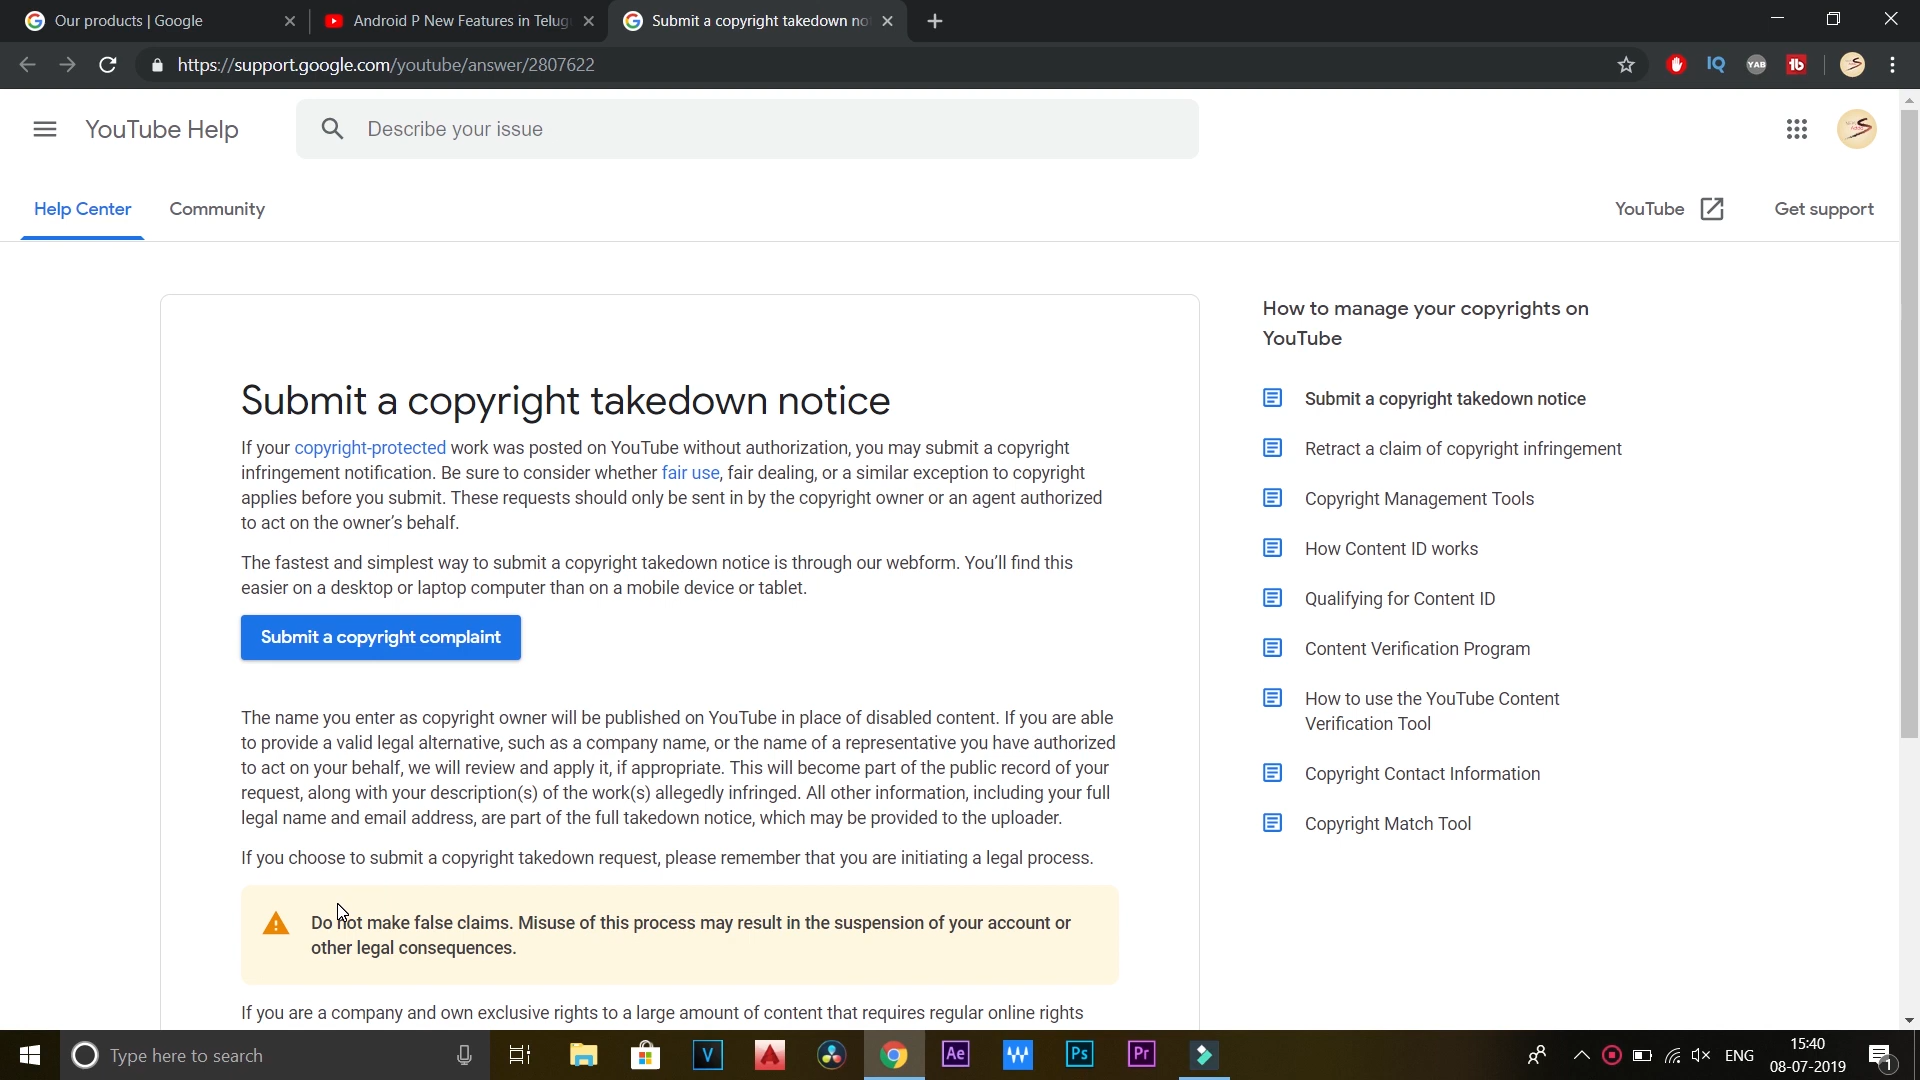 Our products | Google
Android P New Features in Telug
Submit a copyright takedown no
https://support.google.com/youtube/answer/2807622
IQ
YAB
tb
YouTube Help
Describe your issue
Help Center
Community
YouTube
Get support
Submit a copyright takedown notice
If your copyright-protected work was posted on YouTube without authorization, you may submit a copyright
infringement notification. Be sure to consider whether fair use, fair dealing, or a similar exception to copyright
applies before you submit. These requests should only be sent in by the copyright owner or an agent authorized
to act on the owner's behalf.
The fastest and simplest way to submit a copyright takedown notice is through our webform. You'll find this
easier on a desktop or laptop computer than on a mobile device or tablet.
Submit a copyright complaint
The name you enter as copyright owner will be published on YouTube in place of disabled content. If you are able
to provide a valid legal alternative, such as a company name, or the name of a representative you have authorized
to act on your behalf, we will review and apply it, if appropriate. This will become part of the public record of your
request, along with your description(s) of the work(s) allegedly infringed. All other information, including your full
legal name and email address, are part of the full takedown notice, which may be provided to the uploader.
If you choose to submit a copyright takedown request, please remember that you are initiating a legal process.
Do not make false claims. Misuse of this process may result in the suspension of your account or
other legal consequences.
If you are a company and own exclusive rights to a large amount of content that requires regular online rights
How to manage your copyrights on
YouTube
Submit a copyright takedown notice
Retract a claim of copyright infringement
Copyright Management Tools
How Content ID works
Qualifying for Content ID
Content Verification Program
How to use the YouTube Content
Verification Tool
Copyright Contact Information
Copyright Match Tool
Type here to search
V
Ae
Ps
Pr
ENG
15:40
08-07-2019
1